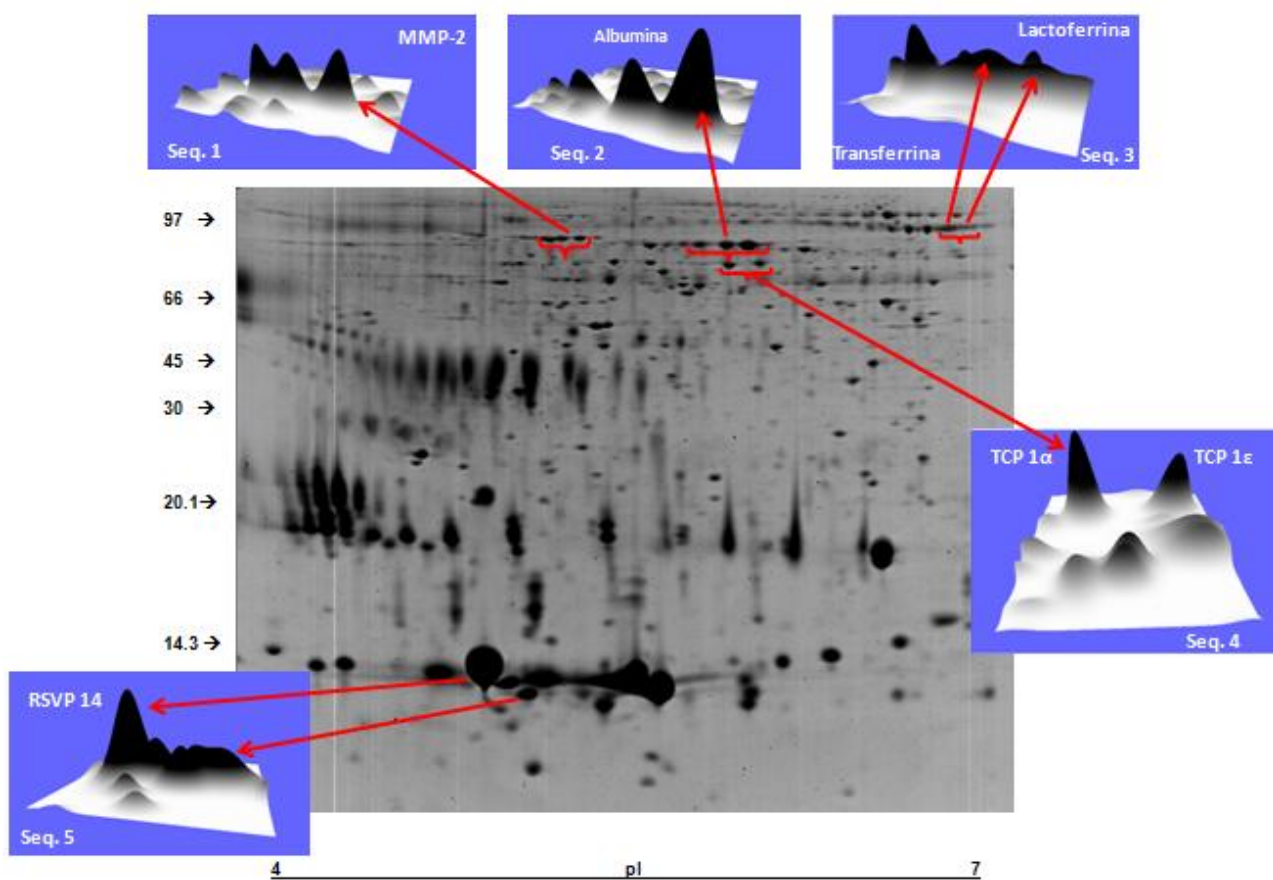 MMP-2
Seq. 1
Albumina
Seq. 2
Lactoferrina
Transferrina
Seq. 3
97 →
66 →
45 →
30 →
20.1→
14.3→
TCP 1α
TCP 1ε
Seq. 4
RSVP 14
Seq. 5
4 pI 7